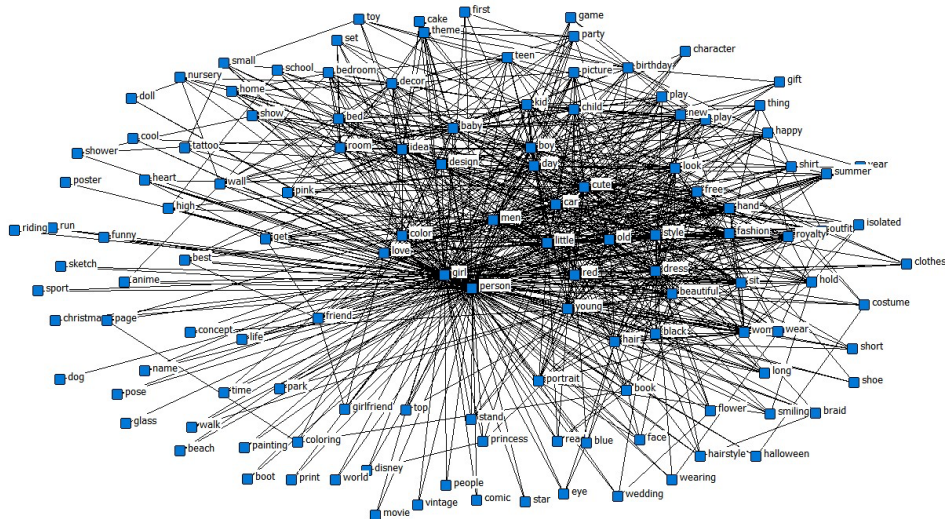 first
toy
cake
game
theme
set
party
character
teen
small
school
bedroom
picture
birthday
nursery
decor
gift
home
play
doll
kid
child
thing
show
bed
new
play
baby
happy
cool
tattoo
room
idea
boy
shower
design
day
look
shirt
year
summer
poster
heart
wall
pink
cute
free
high
car
hand
men
isolated
riding
run
funny
get
color
little
old
style
fashion
royalty
outfit
love
best
clothes
sketch
girl
red
dress
anime
person
beautiful
sit
hold
sport
young
costume
christmas
page
friend
concept
life
hair
black
wom
wear
short
dog
name
time
park
portrait
book
long
shoe
pose
girlfriend
top
stand
flower
smiling
braid
glass
walk
beach
painting
coloring
princess
read
blue
face
hairstyle
halloween
boot
print
world
disney
people
comic
star
eye
wedding
wearing
movie
vintage